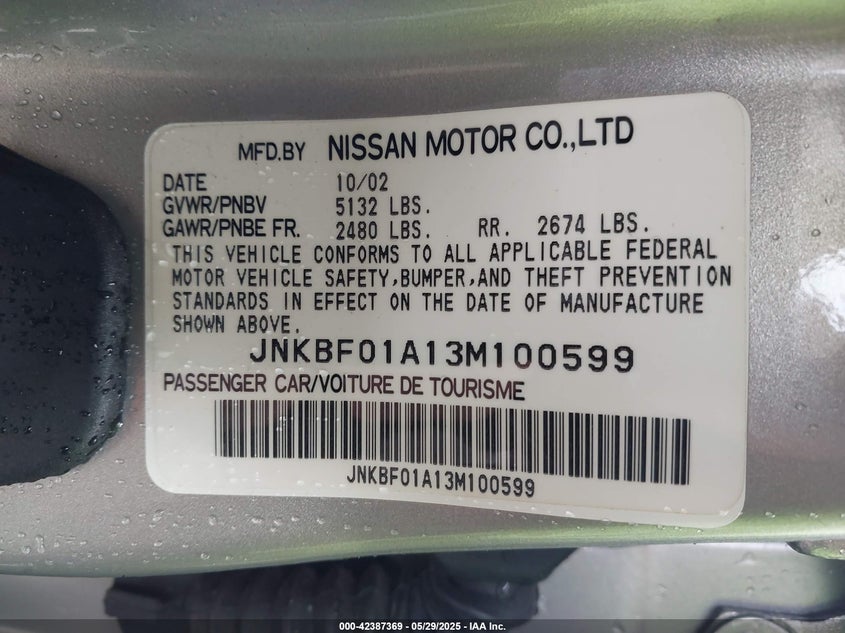 MFD.BY NISSAN MOTOR CO.,LTD
DATE 10/02
GVWR/PNBV 5132 LBS.
GAWR/PNBE FR. 2480 LBS. RR. 2674 LBS.
THIS VEHICLE CONFORMS TO ALL APPLICABLE FEDERAL
MOTOR VEHICLE SAFETY,BUMPER,AND THEFT PREVENTION
STANDARDS IN EFFECT ON THE DATE OF MANUFACTURE
SHOWN ABOVE.
JNKBF01A13M100599
PASSENGER CAR/VOITURE DE TOURISME
JNKBF01A13M100599
000-42387369 - 05/29/2025 - IAA Inc.